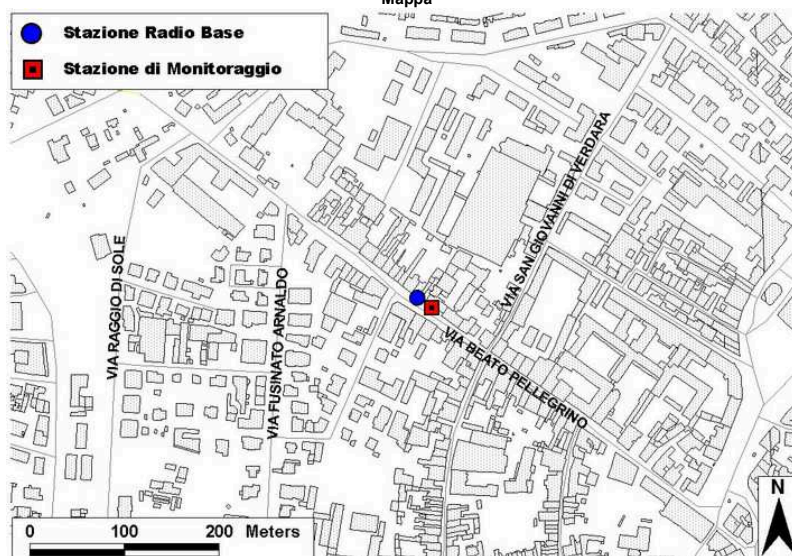 Mappa
Stazione Radio Base
Stazione di Monitoraggio
VIA SAN GIOVANNI DI VERDARA
VIA RAGGIO DI SOLE
VIA FUSINATO ARNALDO
VIA BEATO PELLEGRINO
N
0 100 200 Meters